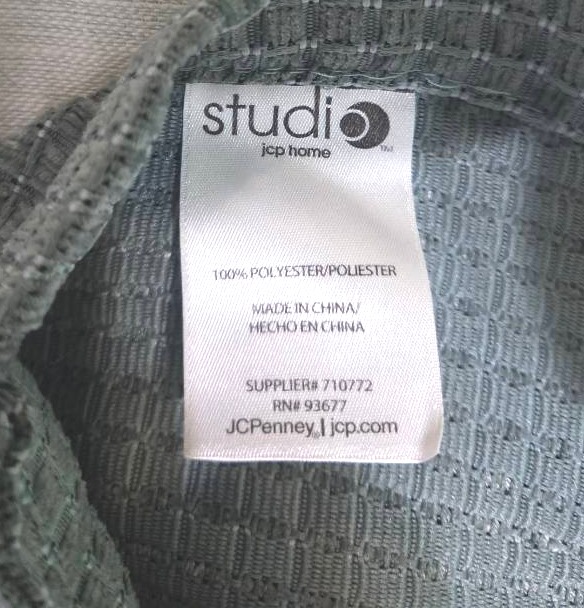 studio
jcp home
100% POLYESTER/POLIESTER
MADE IN CHINA/
HECHO EN CHINA
SUPPLIER# 710772
RN# 93677
JCPenney® | jcp.com